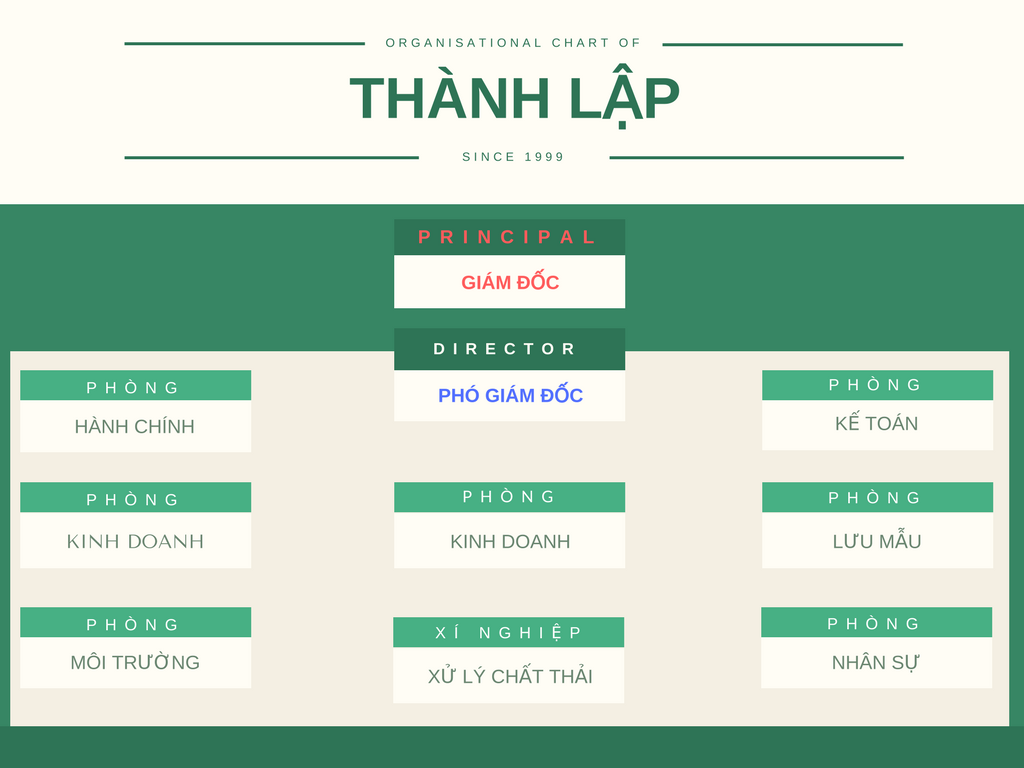 ORGANISATIONAL CHART OF
THÀNH LẬP
SINCE 1999
PRINCIPAL
GIÁM ĐỐC
DIRECTOR
PHÓ GIÁM ĐỐC
PHÒNG
HÀNH CHÍNH
PHÒNG
KẾ TOÁN
PHÒNG
KINH DOANH
PHÒNG
KINH DOANH
PHÒNG
LƯU MẪU
PHÒNG
MÔI TRƯỜNG
XÍ NGHIỆP
XỬ LÝ CHẤT THẢI
PHÒNG
NHÂN SỰ